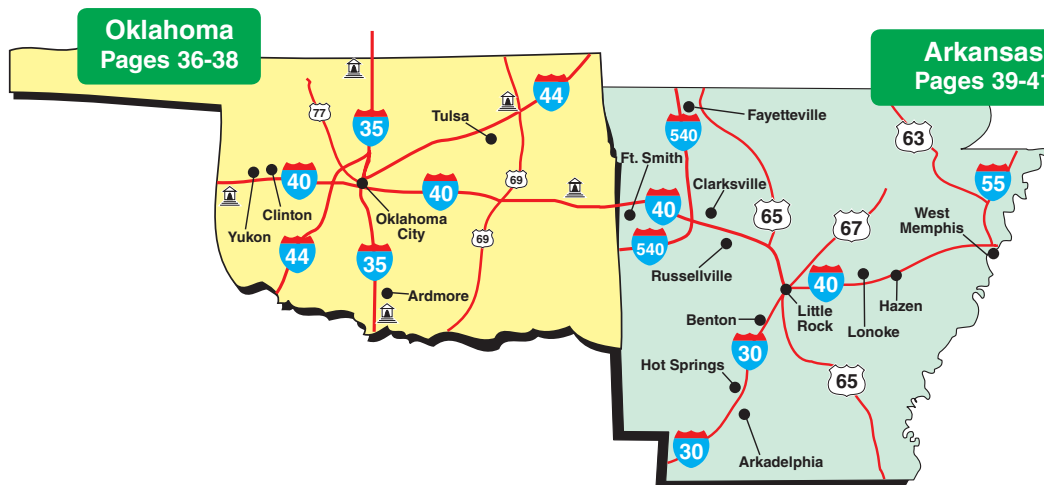 Oklahoma
Pages 36-38
Arkansas
Pages 39-41
77
35
44
Tulsa
69
40
40
Clinton
Yukon
Oklahoma
City
44
35
69
Ardmore
540
Fayetteville
63
Ft. Smith
55
40
Clarksville
65
67
West
Memphis
540
Russellville
40
Little
Rock
Hazen
Lonoke
Benton
30
Hot Springs
65
30
Arkadelphia